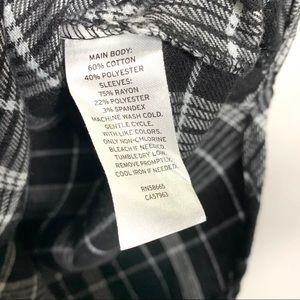 MAIN BODY:
60% COTTON
40% POLYESTER
SLEEVES:
75% RAYON
22% POLYESTER
3% SPANDEX
MACHINE WASH COLD.
GENTLE CYCLE.
WITH LIKE COLORS.
ONLY NON-CHLORINE
BLEACH IF NEEDED.
TUMBLE DRY LOW.
REMOVE PROMPTLY.
COOL IRON IF NEEDED.
RN58665
CA57963